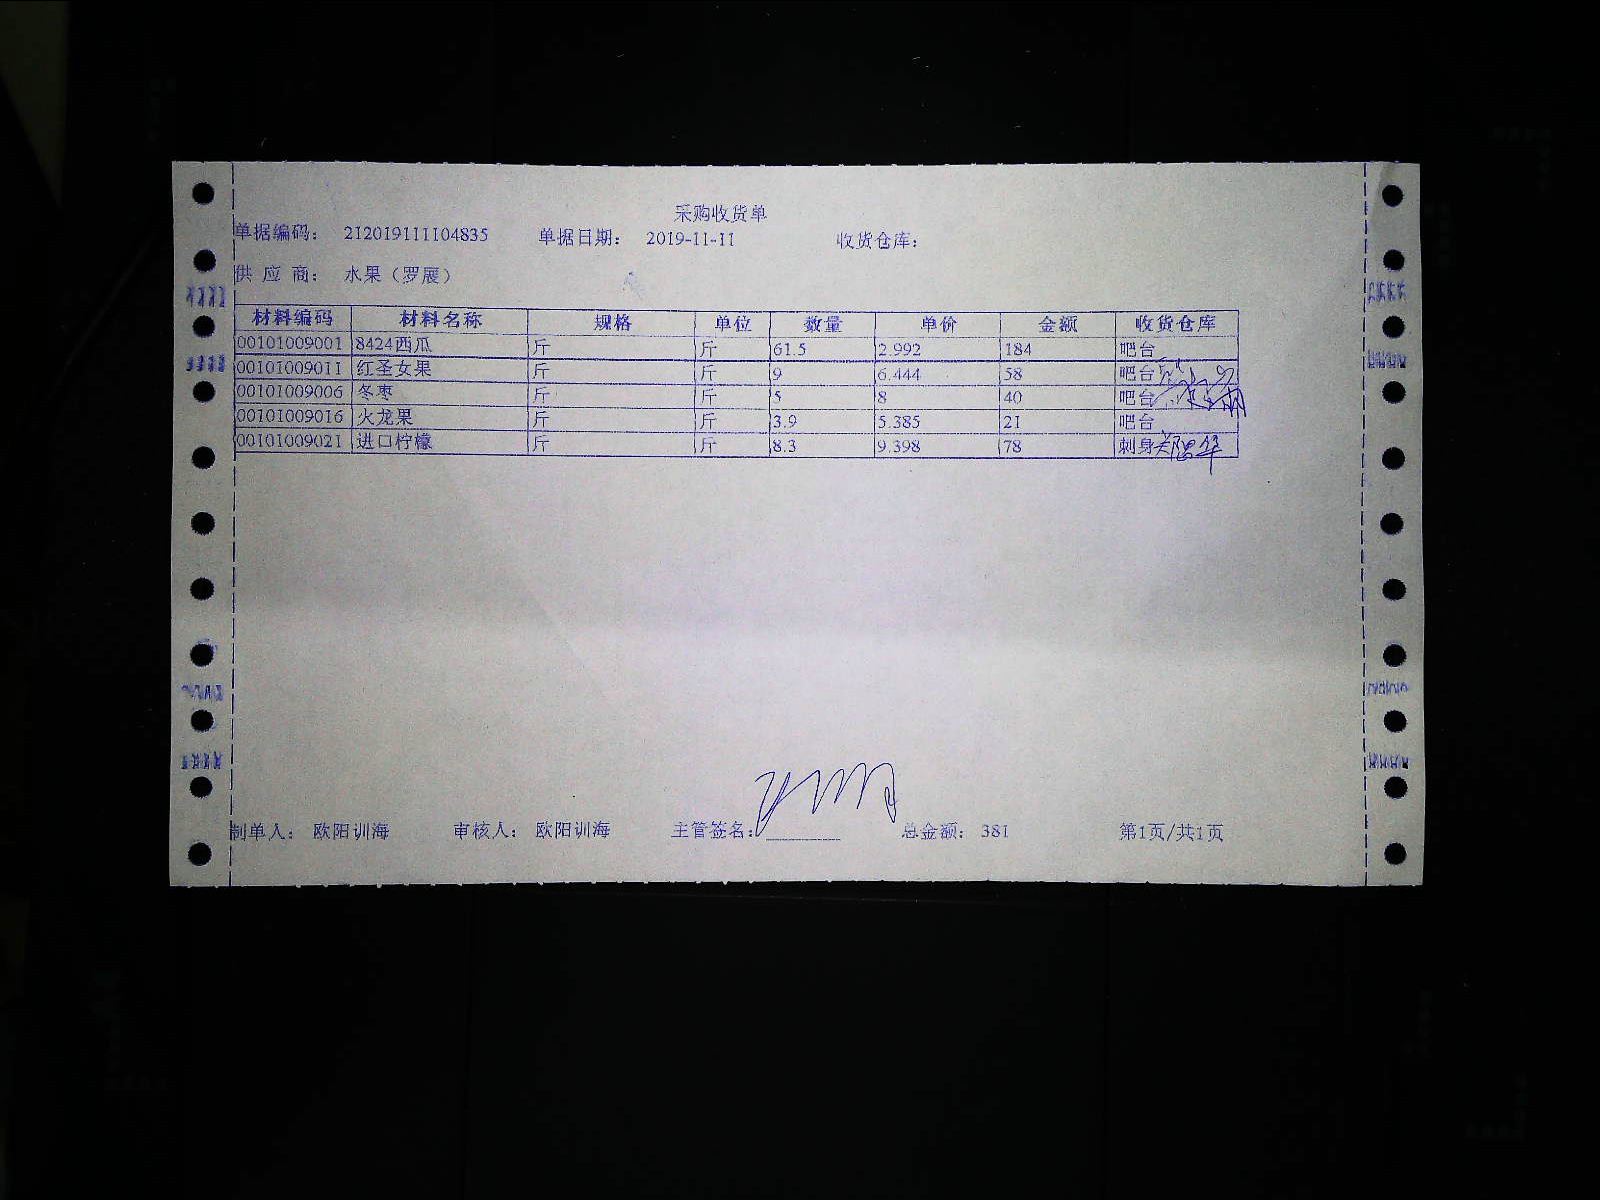 采购收货单
单据编码: 212019111104835 单据日期: 2019-11-11 收货仓库:
供 应 商: 水果(罗展)
材料编码 材料名称 规格 单位 数量 单价 金额 收货仓库
00101009001 8424西瓜 斤 斤 61.5 2.992 184 吧台
00101009011 红圣女果 斤 斤 9 6.444 58 吧台
00101009006 冬枣 斤 斤 5 8 40 吧台
00101009016 火龙果 斤 斤 3.9 5.385 21 吧台
00101009021 进口柠檬 斤 斤 8.3 9.398 78 刺身
制单人: 欧阳训海 审核人: 欧阳训海 主管签名: 总金额: 381 第1页/共1页